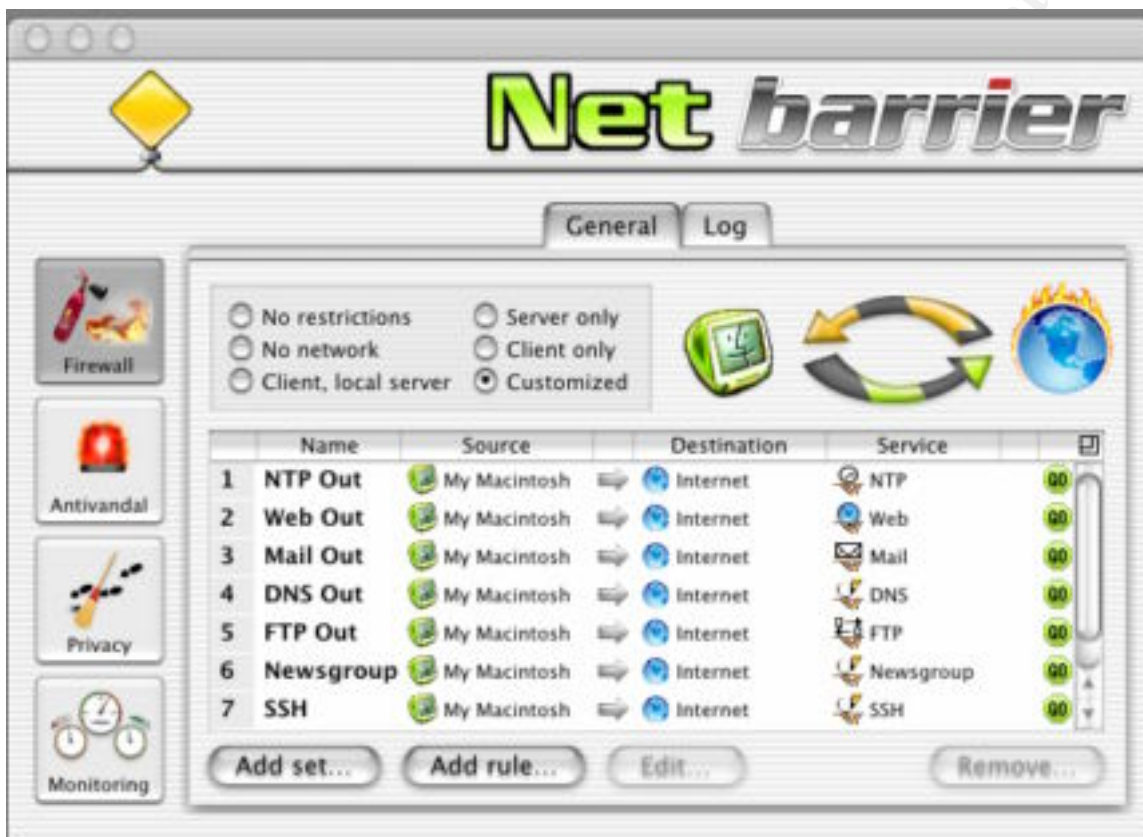 Net barrier
General Log
Firewall
Antivandal
Privacy
Monitoring
No restrictions Server only
No network Client only
Client, local server Customized
Name Source Destination Service
1 NTP Out My Macintosh Internet NTP GO
2 Web Out My Macintosh Internet Web GO
3 Mail Out My Macintosh Internet Mail GO
4 DNS Out My Macintosh Internet DNS GO
5 FTP Out My Macintosh Internet FTP GO
6 Newsgroup My Macintosh Internet Newsgroup GO
7 SSH My Macintosh Internet SSH GO
Add set... Add rule... Edit... Remove...